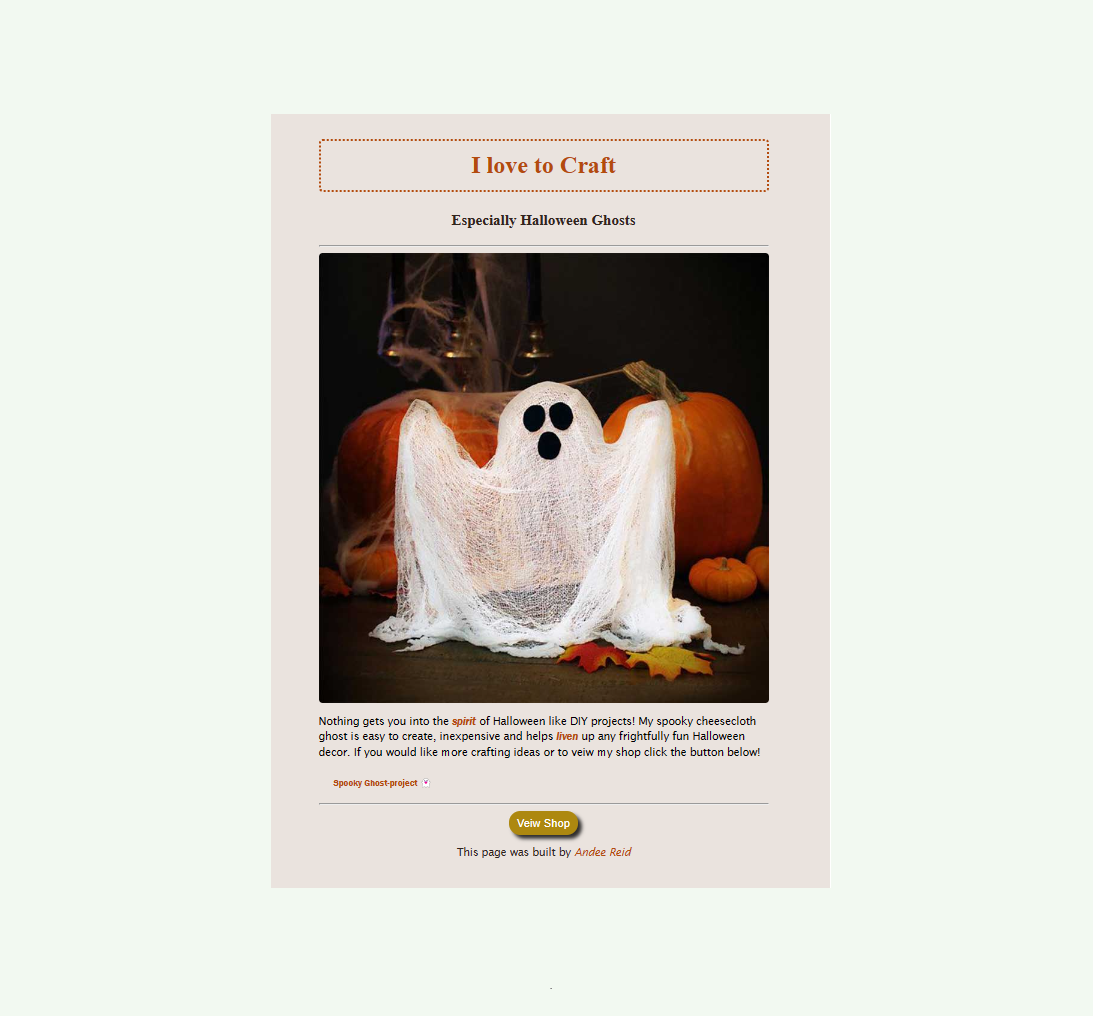 I love to Craft
Especially Halloween Ghosts
Nothing gets you into the spirit of Halloween like DIY projects! My spooky cheesecloth
ghost is easy to create, inexpensive and helps liven up any frightfully fun Halloween
decor. If you would like more crafting ideas or to veiw my shop click the button below!
Spooky Ghost-project
Veiw Shop
This page was built by Andee Reid
.